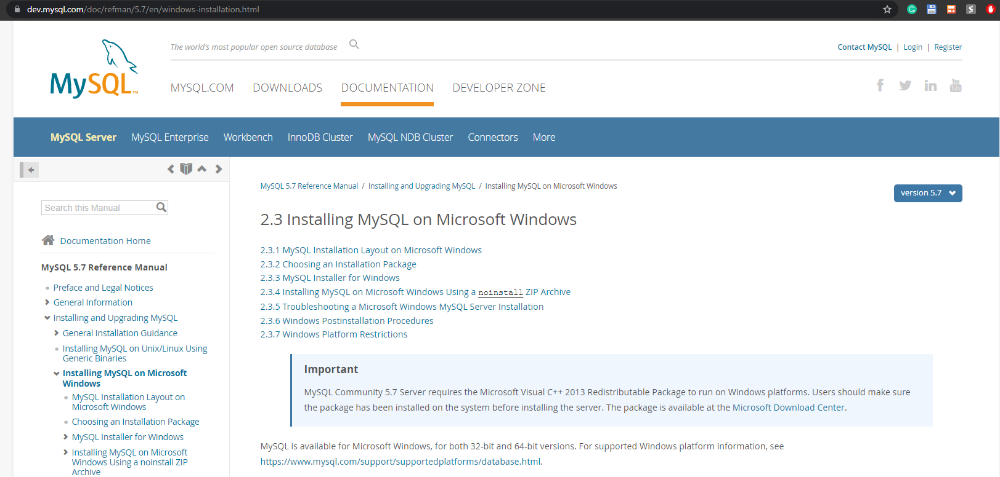 dev.mysql.com/doc/refman/5.7/en/windows-installation.html
MySQL™
The world's most popular open source database
Contact MySQL | Login | Register
MYSQL.COM DOWNLOADS DOCUMENTATION DEVELOPER ZONE
MySQL Server MySQL Enterprise Workbench InnoDB Cluster MySQL NDB Cluster Connectors More
Search this Manual
Documentation Home
MySQL 5.7 Reference Manual
Preface and Legal Notices
General Information
Installing and Upgrading MySQL
General Installation Guidance
Installing MySQL on Unix/Linux Using
Generic Binaries
Installing MySQL on Microsoft
Windows
MySQL Installation Layout on
Microsoft Windows
Choosing an Installation Package
MySQL Installer for Windows
Installing MySQL on Microsoft
Windows Using a noinstall ZIP
Archive
MySQL 5.7 Reference Manual / Installing and Upgrading MySQL / Installing MySQL on Microsoft Windows
version 5.7
2.3 Installing MySQL on Microsoft Windows
2.3.1 MySQL Installation Layout on Microsoft Windows
2.3.2 Choosing an Installation Package
2.3.3 MySQL Installer for Windows
2.3.4 Installing MySQL on Microsoft Windows Using a noinstall ZIP Archive
2.3.5 Troubleshooting a Microsoft Windows MySQL Server Installation
2.3.6 Windows Postinstallation Procedures
2.3.7 Windows Platform Restrictions
Important
MySQL Community 5.7 Server requires the Microsoft Visual C++ 2013 Redistributable Package to run on Windows platforms. Users should make sure
the package has been installed on the system before installing the server. The package is available at the Microsoft Download Center.
MySQL is available for Microsoft Windows, for both 32-bit and 64-bit versions. For supported Windows platform information, see
https://www.mysql.com/support/supportedplatforms/database.html.